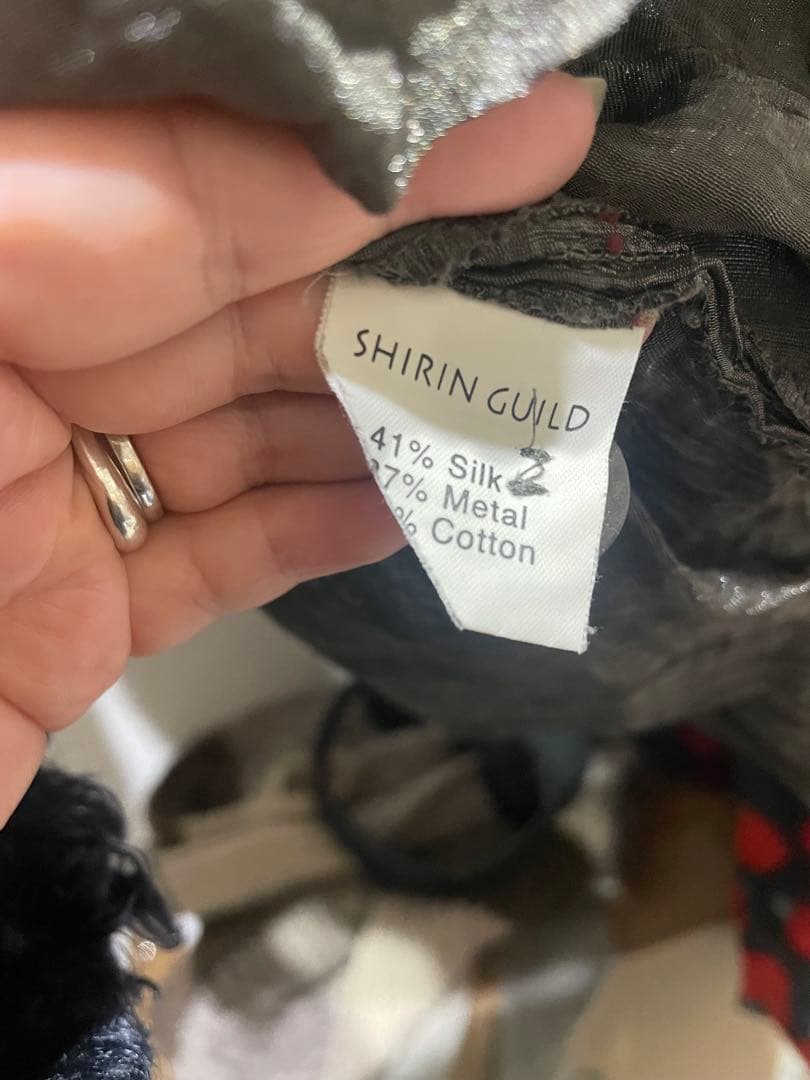 SHIRIN GUILD
41% Silk
7% Metal
% Cotton